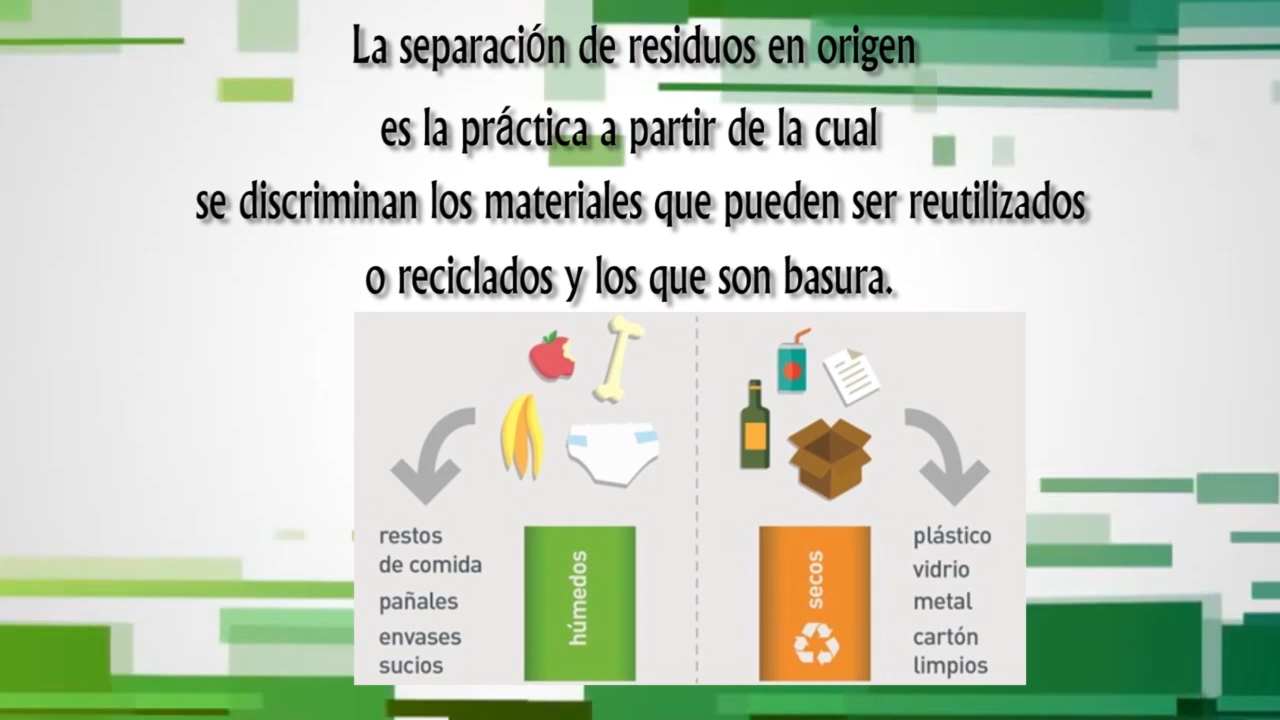 La separación de residuos en origen
es la práctica a partir de la cual
se discriminan los materiales que pueden ser reutilizados
o reciclados y los que son basura.
restos
de comida
pañales
envases
sucios
húmedos
secos
plástico
vidrio
metal
cartón
limpios